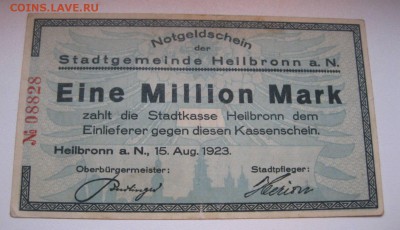 COINS.LAVE.RU
Notgeldschein
der
Stadtgemeinde Heilbronn a. N.
Eine Million Mark
zahlt die Stadtkasse Heilbronn dem
Einlieferer gegen diesen Kassenschein.
Heilbronn a. N., 15. Aug. 1923.
Oberbürgermeister: Stadtpfleger:
№ 08828